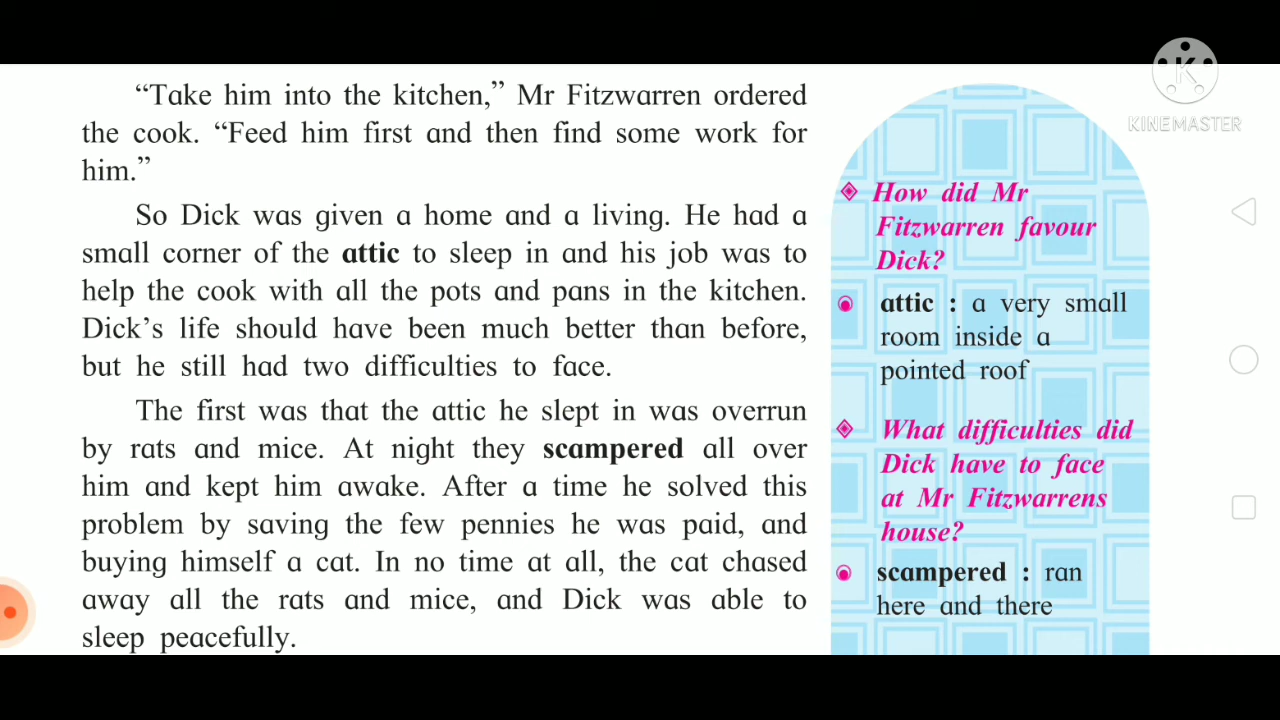 “Take him into the kitchen,” Mr Fitzwarren ordered
the cook. “Feed him first and then find some work for
him.”
So Dick was given a home and a living. He had a
small corner of the attic to sleep in and his job was to
help the cook with all the pots and pans in the kitchen.
Dick’s life should have been much better than before,
but he still had two difficulties to face.
The first was that the attic he slept in was overrun
by rats and mice. At night they scampered all over
him and kept him awake. After a time he solved this
problem by saving the few pennies he was paid, and
buying himself a cat. In no time at all, the cat chased
away all the rats and mice, and Dick was able to
sleep peacefully.
How did Mr
Fitzwarren favour
Dick?
attic : a very small
room inside a
pointed roof
What difficulties did
Dick have to face
at Mr Fitzwarrens
house?
scampered : ran
here and there
K
KINEMASTER